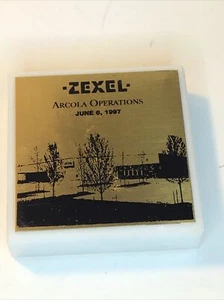 -ZEXEL-
ARCOLA OPERATIONS
JUNE 6, 1997